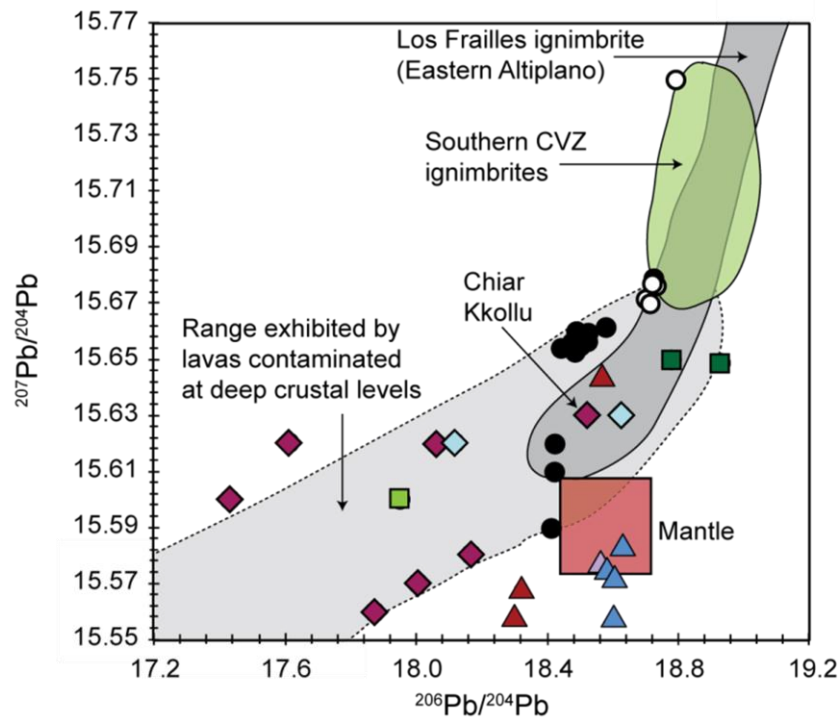 15.77
15.75
15.73
15.71
15.69
15.67
15.65
15.63
15.61
15.59
15.57
15.55
²⁰⁷Pb/²⁰⁴Pb
Los Frailles ignimbrite
(Eastern Altiplano)
Southern CVZ
ignimbrites
Chiar
Kkollu
Range exhibited by
lavas contaminated
at deep crustal levels
Mantle
17.2
17.6
18.0
18.4
18.8
19.2
²⁰⁶Pb/²⁰⁴Pb